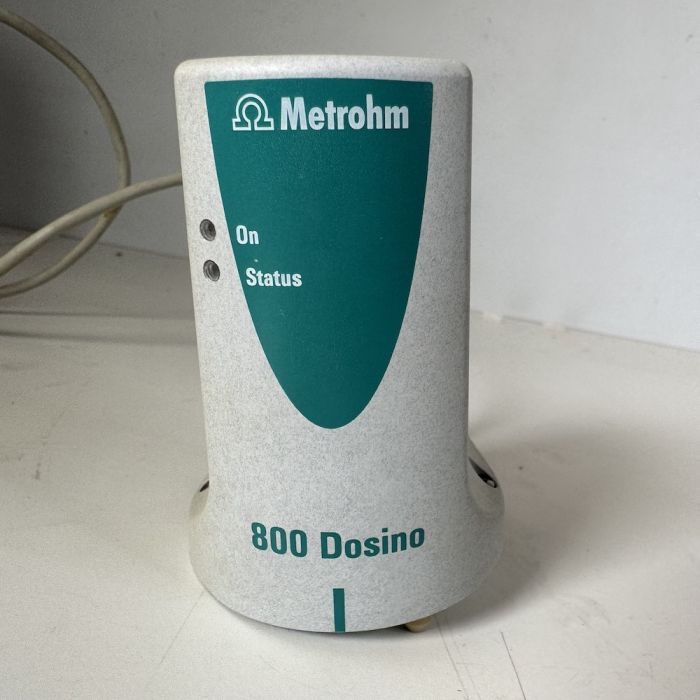 Metrohm
On
Status
800 Dosino